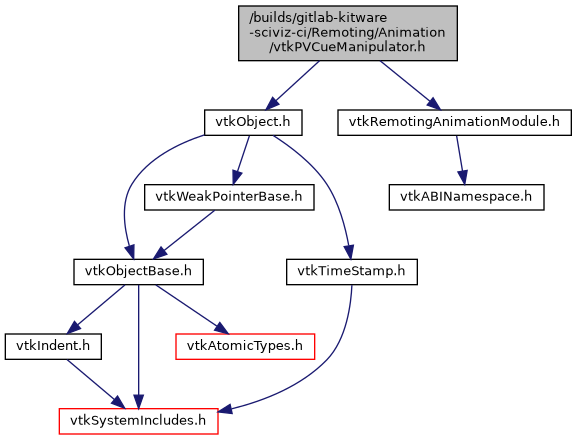 /builds/gitlab-kitware
-sciviz-ci/Remoting/Animation
/vtkPVCueManipulator.h
vtkObject.h
vtkRemotingAnimationModule.h
vtkWeakPointerBase.h
vtkABINamespace.h
vtkObjectBase.h
vtkTimeStamp.h
vtkIndent.h
vtkAtomicTypes.h
vtkSystemIncludes.h